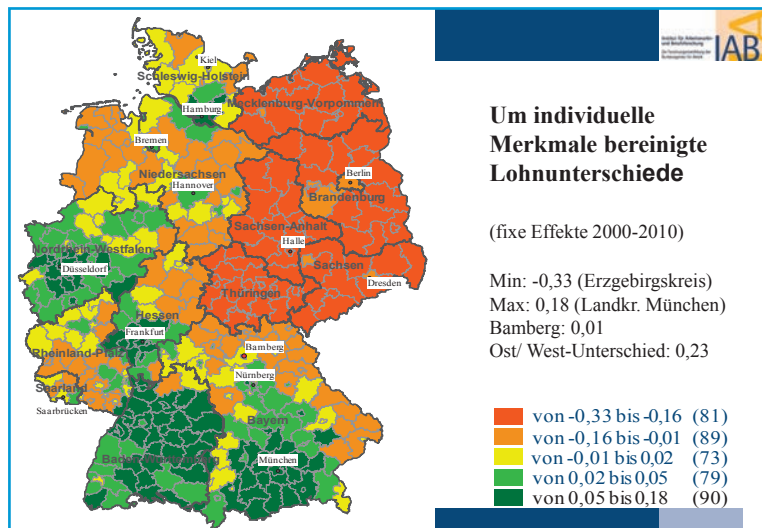 Kiel
Schleswig-Holstein
Mecklenburg-Vorpommern
Hamburg
Bremen
Niedersachsen
Hannover
Berlin
Brandenburg
Sachsen-Anhalt
Nordrhein-Westfalen
Halle
Düsseldorf
Sachsen
Dresden
Thüringen
Hessen
Frankfurt
Rheinland-Pfalz
Bamberg
Nürnberg
Saarland
Saarbrücken
Bayern
München
IAB
Um individuelle
Merkmale bereinigte
Lohnunterschiede
(fixe Effekte 2000-2010)
Min: -0,33 (Erzgebirgskreis)
Max: 0,18 (Landkr. München)
Bamberg: 0,01
Ost/ West-Unterschied: 0,23
von -0,33 bis -0,16 (81)
von -0,16 bis -0,01 (89)
von -0,01 bis 0,02 (73)
von 0,02 bis 0,05 (79)
von 0,05 bis 0,18 (90)